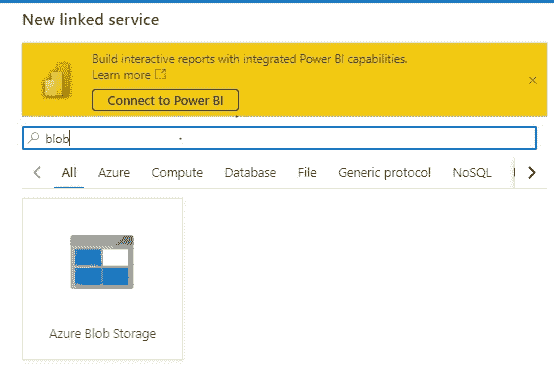 New linked service
Build interactive reports with integrated Power BI capabilities.
Learn more
Connect to Power BI
blob
All Azure Compute Database File Generic protocol NoSQL
Azure Blob Storage